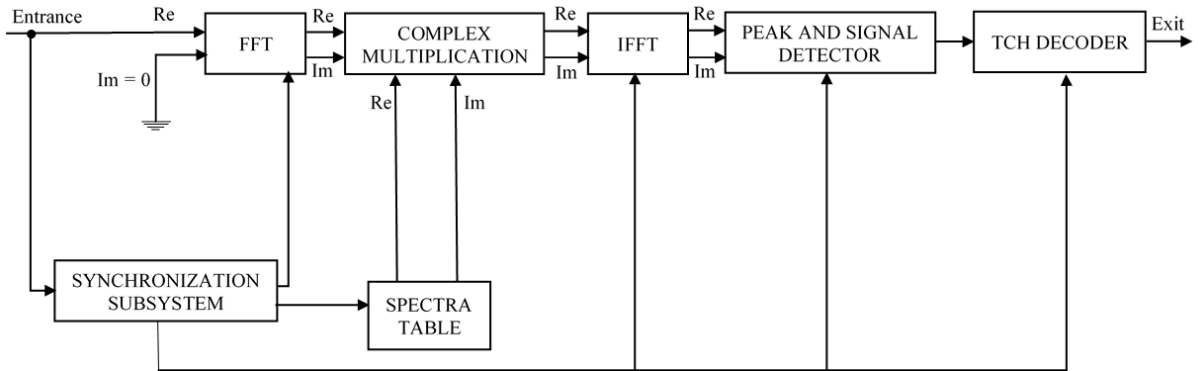 Entrance
Re
Im = 0
FFT
Re
Im
COMPLEX
MULTIPLICATION
Re
Im
Re
Im
IFFT
Re
Im
PEAK AND SIGNAL
DETECTOR
TCH DECODER
Exit
SYNCHRONIZATION
SUBSYSTEM
SPECTRA
TABLE